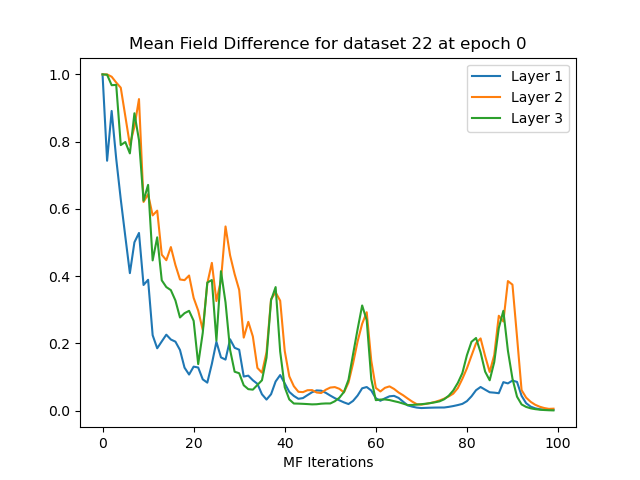 Mean Field Difference for dataset 22 at epoch 0
1.0
0.8
0.6
0.4
0.2
0.0
Layer 1
Layer 2
Layer 3
0
20
40
60
80
100
MF Iterations